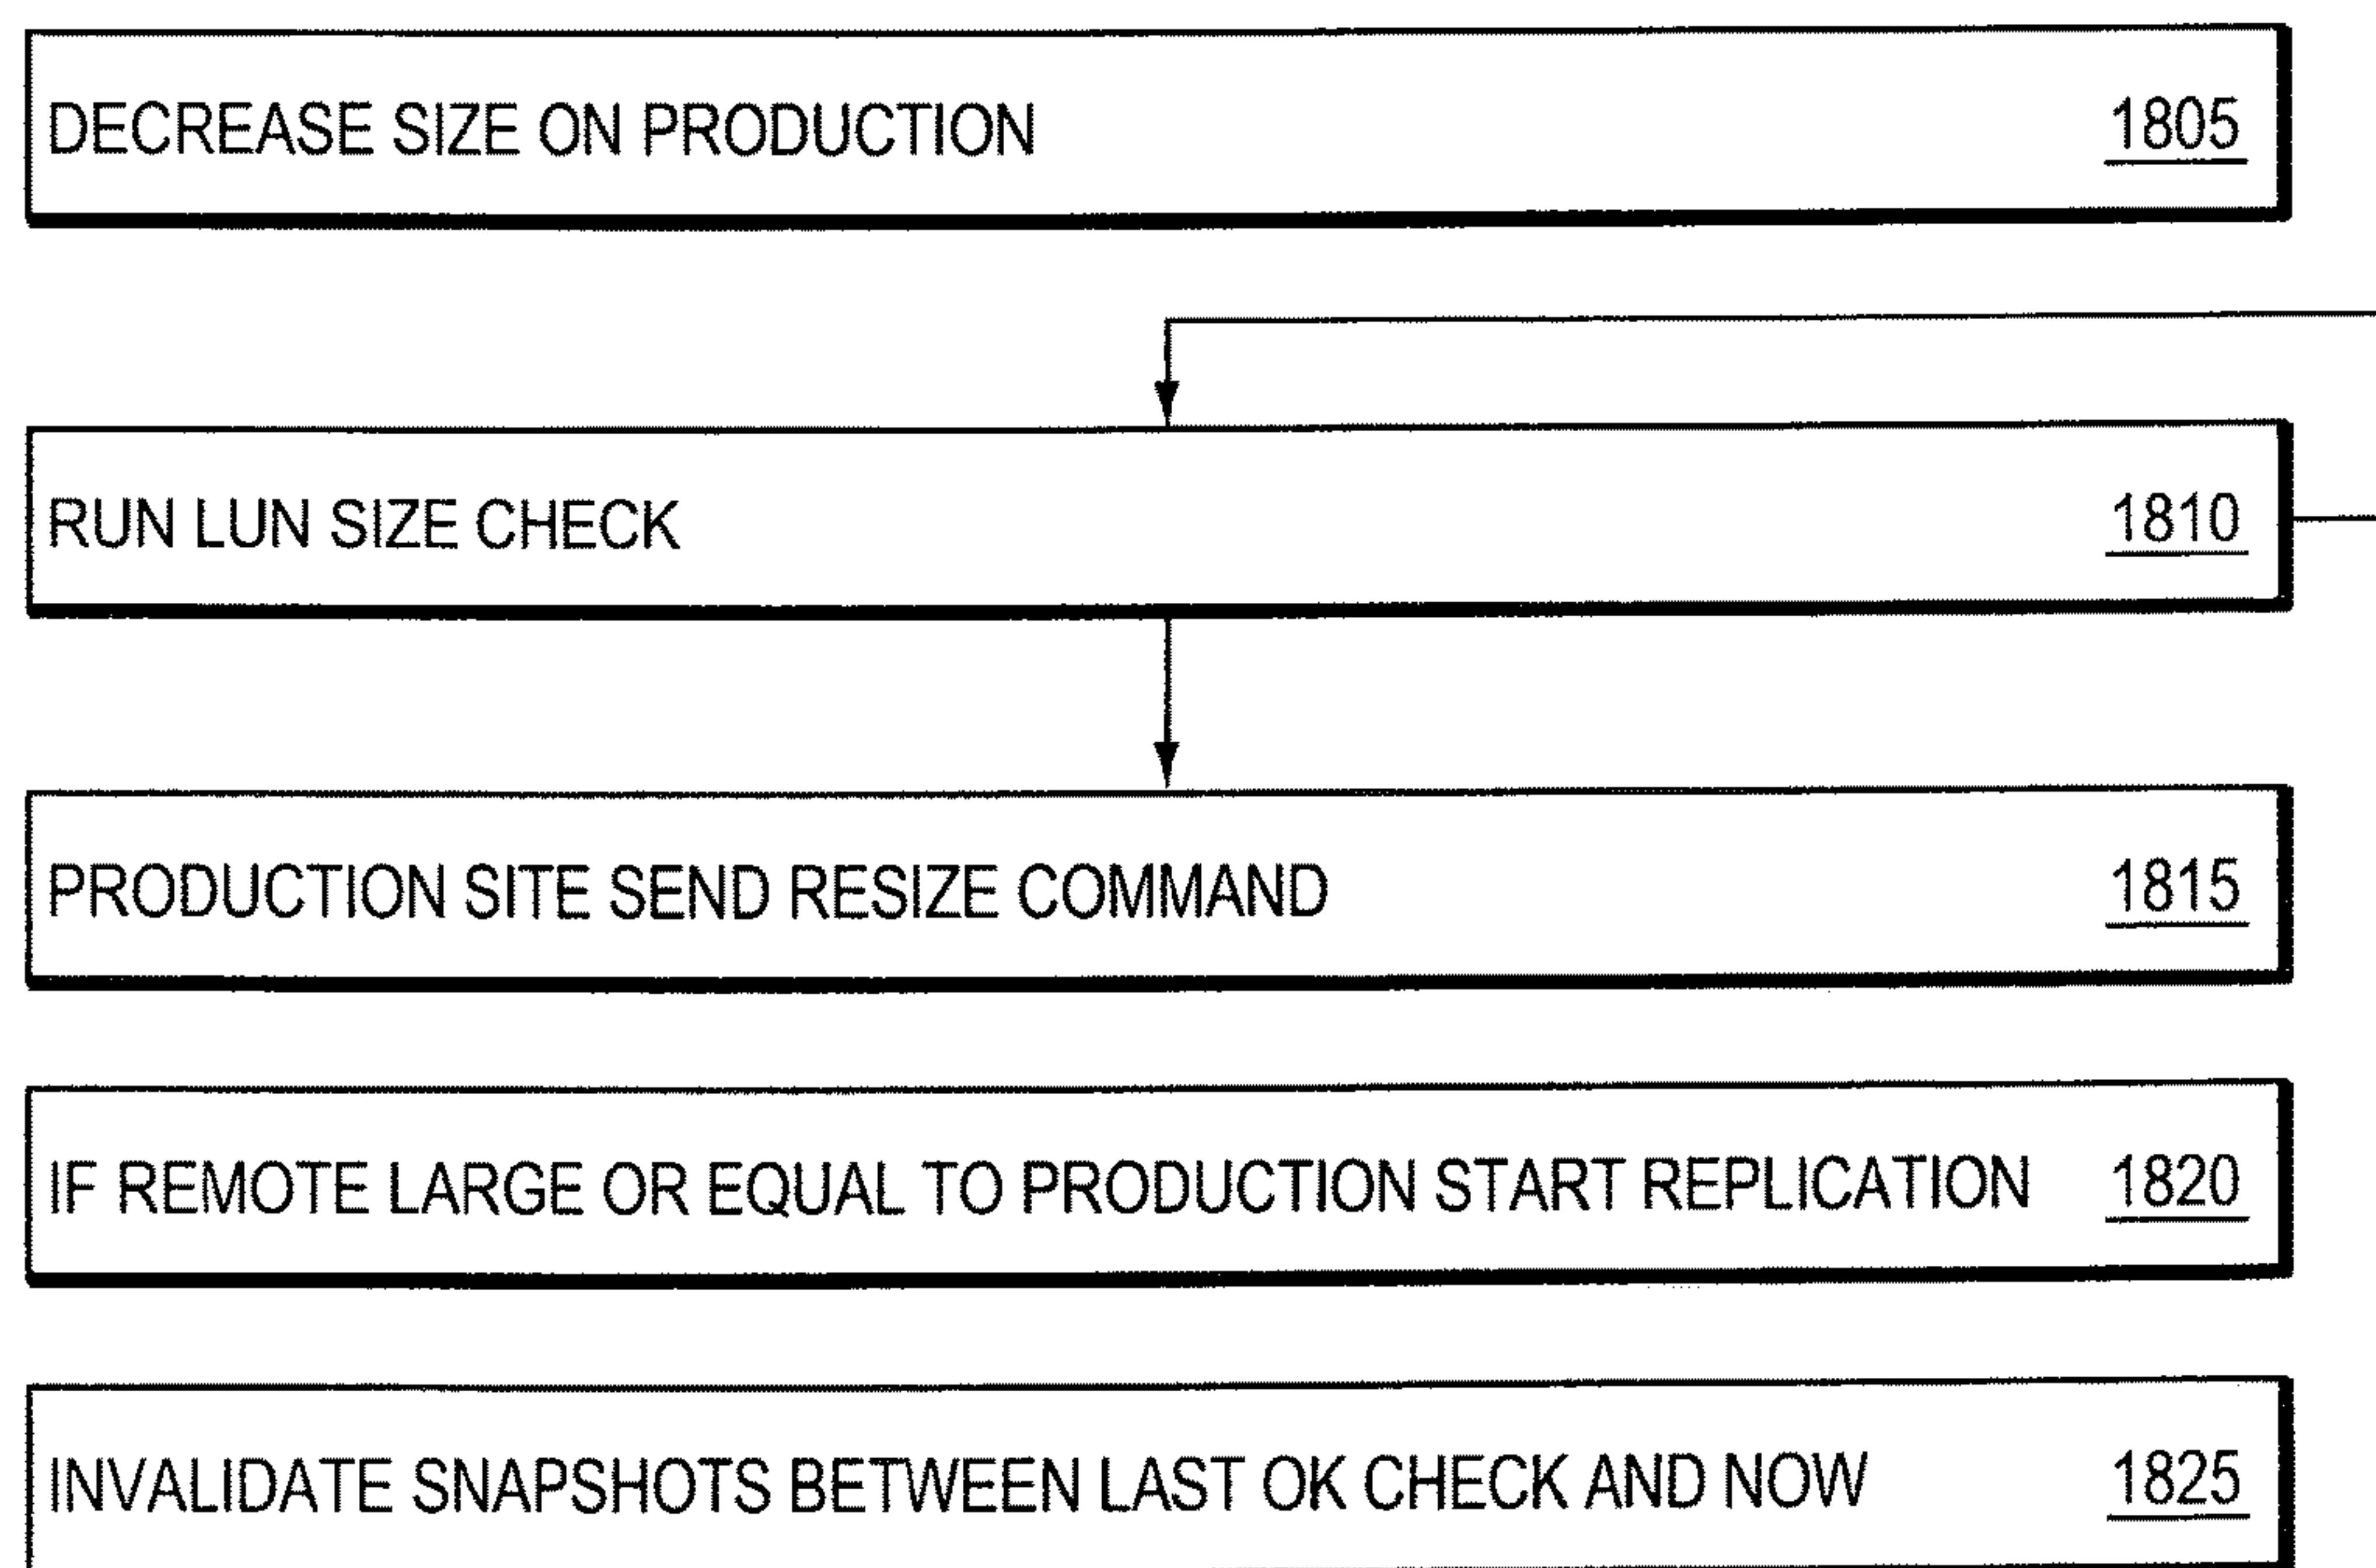 DECREASE SIZE ON PRODUCTION 1805
RUN LUN SIZE CHECK 1810
PRODUCTION SITE SEND RESIZE COMMAND 1815
IF REMOTE LARGE OR EQUAL TO PRODUCTION START REPLICATION 1820
INVALIDATE SNAPSHOTS BETWEEN LAST OK CHECK AND NOW 1825